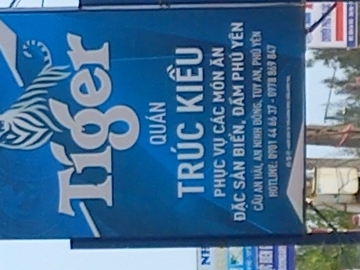 Tiger
QUÁN
TRÚC KIỀU
PHỤC VỤ CÁC MÓN ĂN
ĐẶC SẢN BIỂN, ĐẦM PHÚ YÊN
CẦU AN HẢI, AN NINH ĐÔNG, TUY AN, PHÚ YÊN
HOTLINE: 0901 44 66 37 - 0978 869 847